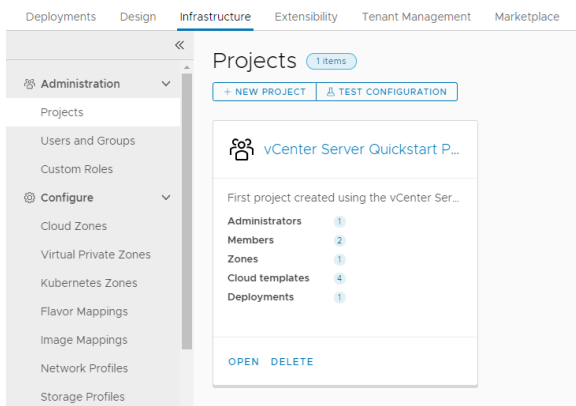 Deployments Design Infrastructure Extensibility Tenant Management Marketplace
«
Administration
Projects
Users and Groups
Custom Roles
Configure
Cloud Zones
Virtual Private Zones
Kubernetes Zones
Flavor Mappings
Image Mappings
Network Profiles
Storage Profiles
Projects 1 items
+ NEW PROJECT TEST CONFIGURATION
vCenter Server Quickstart P...
First project created using the vCenter Ser...
Administrators 1
Members 2
Zones 1
Cloud templates 4
Deployments 1
OPEN DELETE